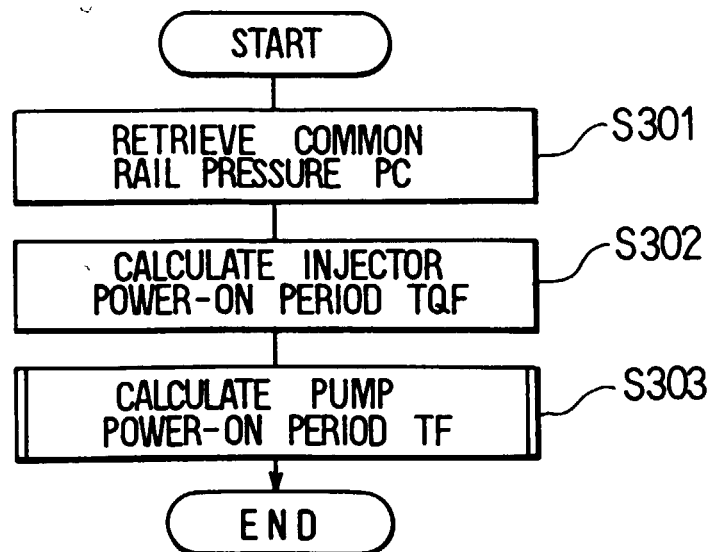 START
RETRIEVE COMMON
RAIL PRESSURE PC
S301
CALCULATE INJECTOR
POWER-ON PERIOD TQF
S302
CALCULATE PUMP
POWER-ON PERIOD TF
S303
END